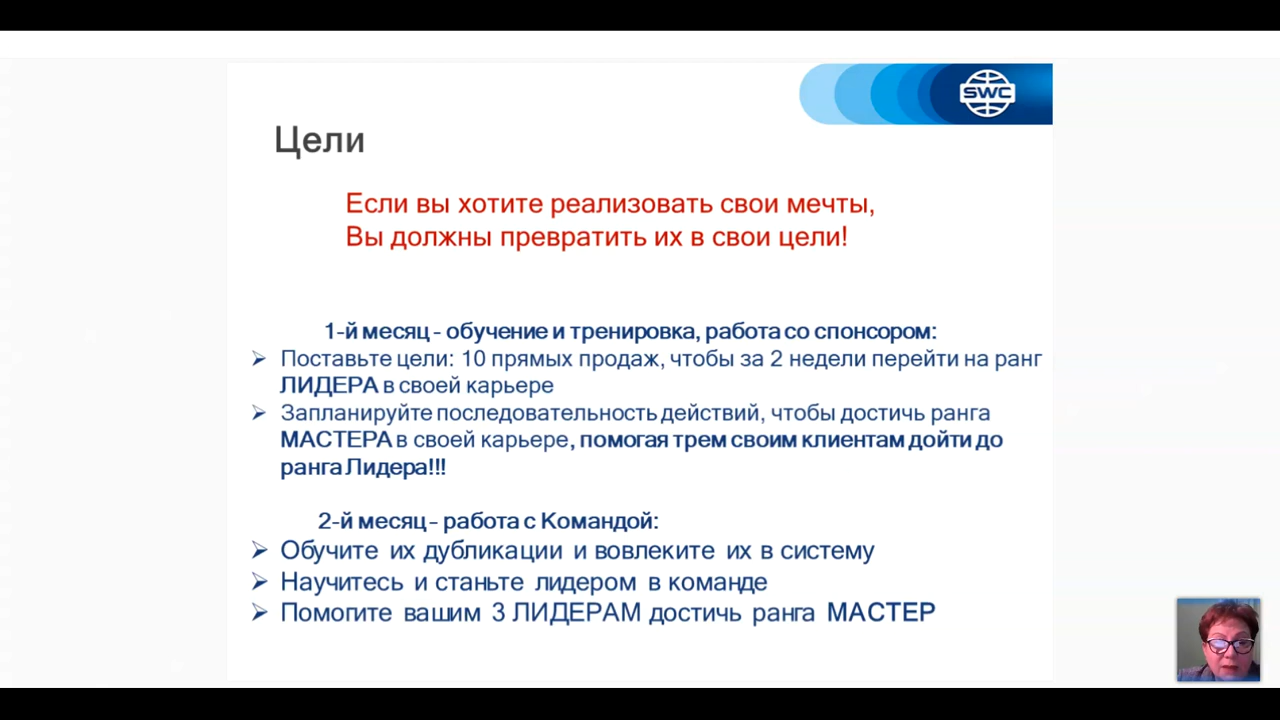 SWC
Цели
Если вы хотите реализовать свои мечты,
Вы должны превратить их в свои цели!
1-й месяц - обучение и тренировка, работа со спонсором:
➢ Поставьте цели: 10 прямых продаж, чтобы за 2 недели перейти на ранг
ЛИДЕРА в своей карьере
➢ Запланируйте последовательность действий, чтобы достичь ранга
МАСТЕРА в своей карьере, помогая трем своим клиентам дойти до
ранга Лидера!!!
2-й месяц - работа с Командой:
➢ Обучите их дубликации и вовлеките их в систему
➢ Научитесь и станьте лидером в команде
➢ Помогите вашим 3 ЛИДЕРАМ достичь ранга МАСТЕР